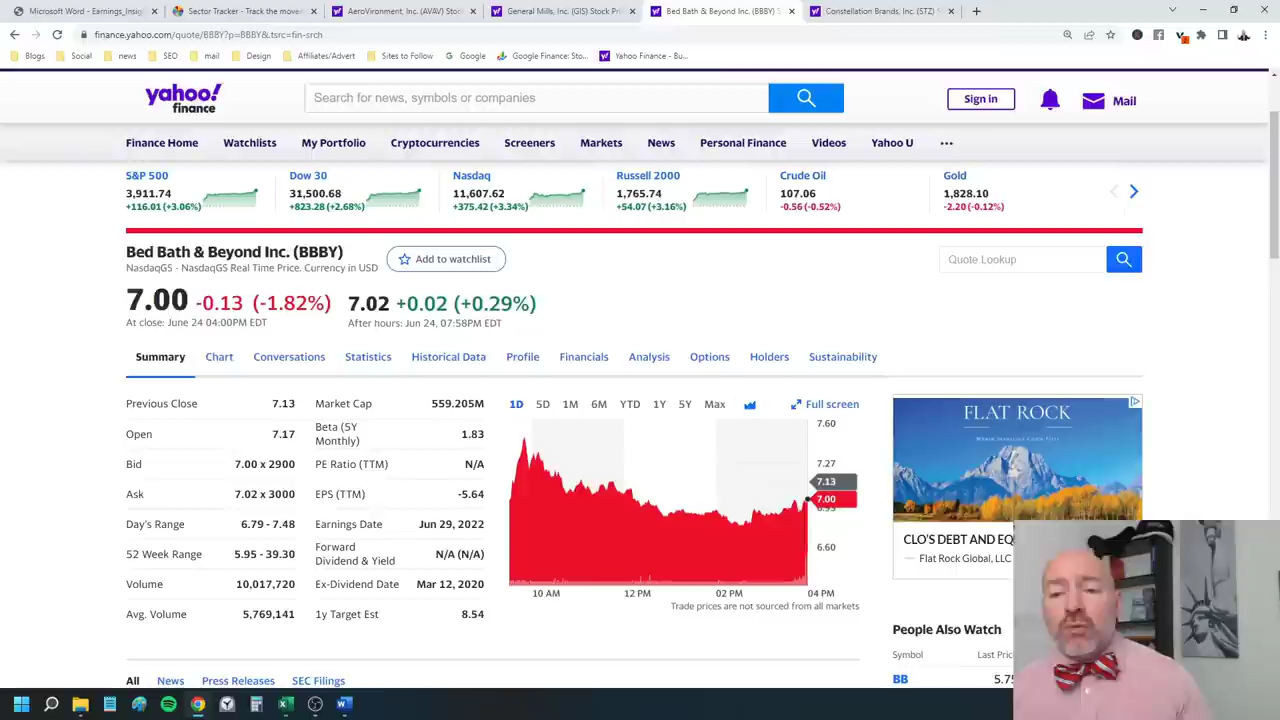 Microsoft Word - Earnings_Insig
Sector Tracker - Track the movem
AeroVironment, Inc. (AVAV) Stock
General Mills, Inc. (GIS) Stock Pri
Bed Bath & Beyond Inc. (BBBY) S
Constellation Brands, Inc. (STZ) S
finance.yahoo.com/quote/BBBY?p=BBBY&.tsrc=fin-srch
Blogs
Social
news
SEO
mail
Design
Affiliates/Advert
Sites to Follow
Google
Google Finance: Sto...
Yahoo Finance - Bu...
yahoo!
finance
Search for news, symbols or companies
Sign in
Mail
Finance Home
Watchlists
My Portfolio
Cryptocurrencies
Screeners
Markets
News
Personal Finance
Videos
Yahoo U
...
S&P 500
3,911.74
+116.01 (+3.06%)
Dow 30
31,500.68
+823.28 (+2.68%)
Nasdaq
11,607.62
+375.42 (+3.34%)
Russell 2000
1,765.74
+54.07 (+3.16%)
Crude Oil
107.06
-0.56 (-0.52%)
Gold
1,828.10
-2.20 (-0.12%)
Bed Bath & Beyond Inc. (BBBY)
NasdaqGS - NasdaqGS Real Time Price. Currency in USD
Add to watchlist
Quote Lookup
7.00 -0.13 (-1.82%)
At close: June 24 04:00PM EDT
7.02 +0.02 (+0.29%)
After hours: Jun 24, 07:58PM EDT
Summary
Chart
Conversations
Statistics
Historical Data
Profile
Financials
Analysis
Options
Holders
Sustainability
Previous Close 7.13
Open 7.17
Bid 7.00 x 2900
Ask 7.02 x 3000
Day's Range 6.79 - 7.48
52 Week Range 5.95 - 39.30
Volume 10,017,720
Avg. Volume 5,769,141
Market Cap 559.205M
Beta (5Y
Monthly) 1.83
PE Ratio (TTM) N/A
EPS (TTM) -5.64
Earnings Date Jun 29, 2022
Forward
Dividend & Yield N/A (N/A)
Ex-Dividend Date Mar 12, 2020
1y Target Est 8.54
1D
5D
1M
6M
YTD
1Y
5Y
Max
Full screen
7.60
7.27
7.13
7.00
6.93
6.60
10 AM
12 PM
02 PM
04 PM
Trade prices are not sourced from all markets
FLAT ROCK
CLO'S DEBT AND EQ
Flat Rock Global, LLC
People Also Watch
Symbol
Last Pric
BB
5.75
All
News
Press Releases
SEC Filings